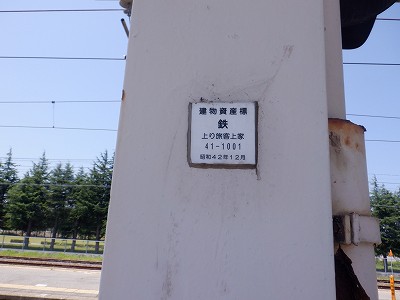 建物資産標
鉄
上り旅客上家
41-1001
昭和42年12月